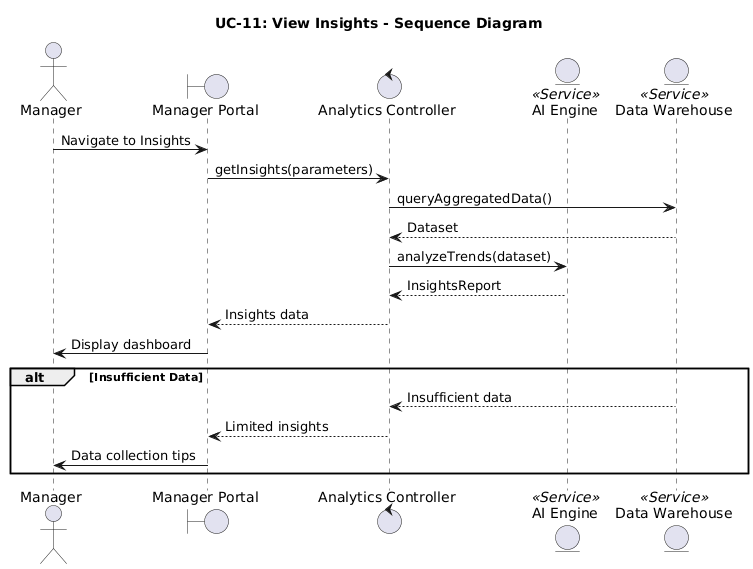 UC-11: View Insights - Sequence Diagram
Manager
Manager Portal
Analytics Controller
«Service»
AI Engine
«Service»
Data Warehouse
Navigate to Insights
getInsights(parameters)
queryAggregatedData()
Dataset
analyzeTrends(dataset)
InsightsReport
Insights data
Display dashboard
alt [Insufficient Data]
Insufficient data
Limited insights
Data collection tips
Manager
Manager Portal
Analytics Controller
«Service»
AI Engine
«Service»
Data Warehouse